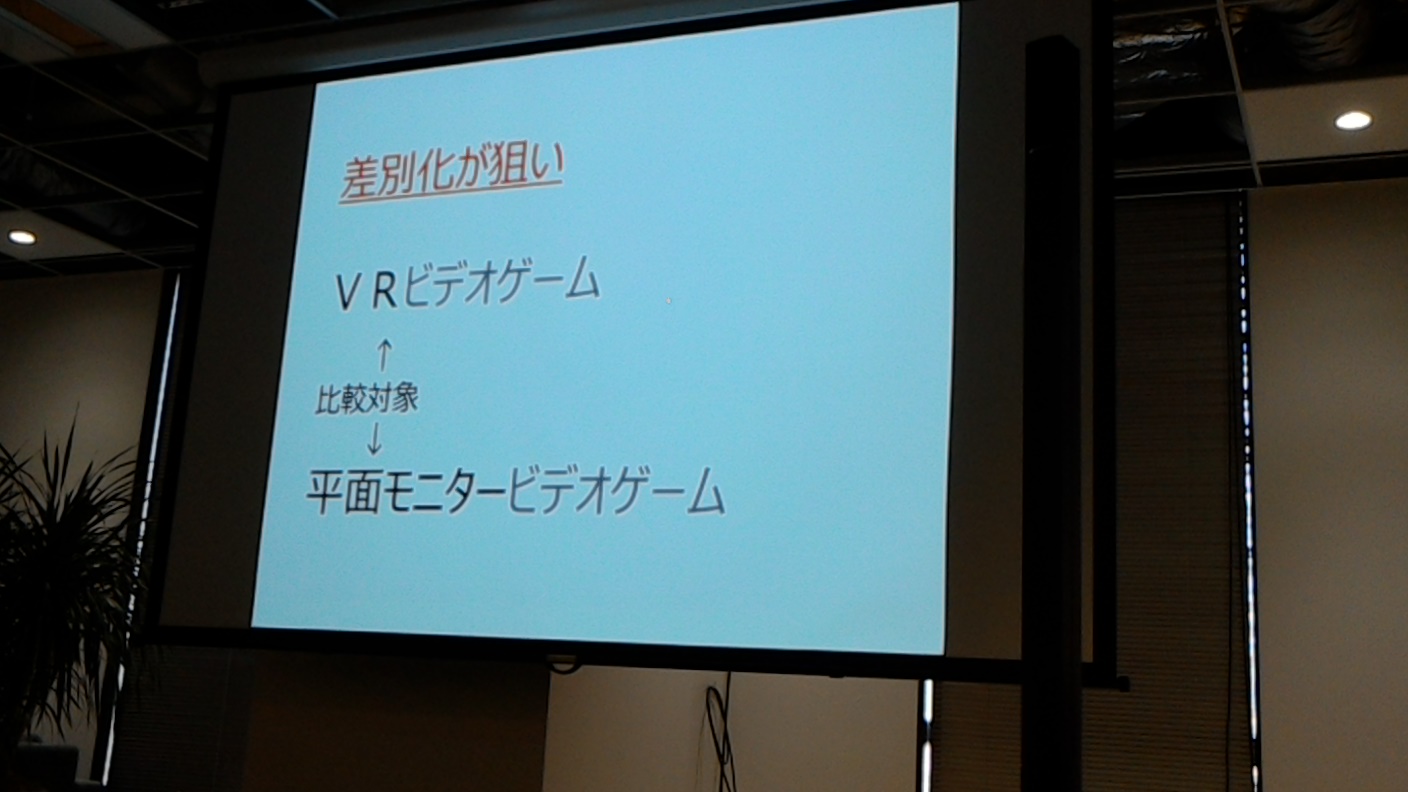 差別化が狙い
ＶＲビデオゲーム
↑
比較対象
↓
平面モニタービデオゲーム